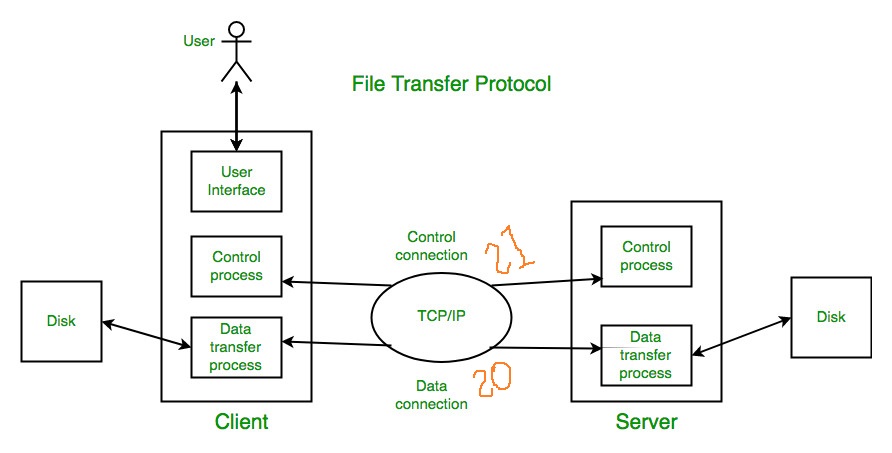 User
File Transfer Protocol
User
Interface
Control
connection
21
Control
process
Control
process
Disk
TCP/IP
Disk
Data
transfer
process
Data
transfer
process
Data
connection
20
Client
Server